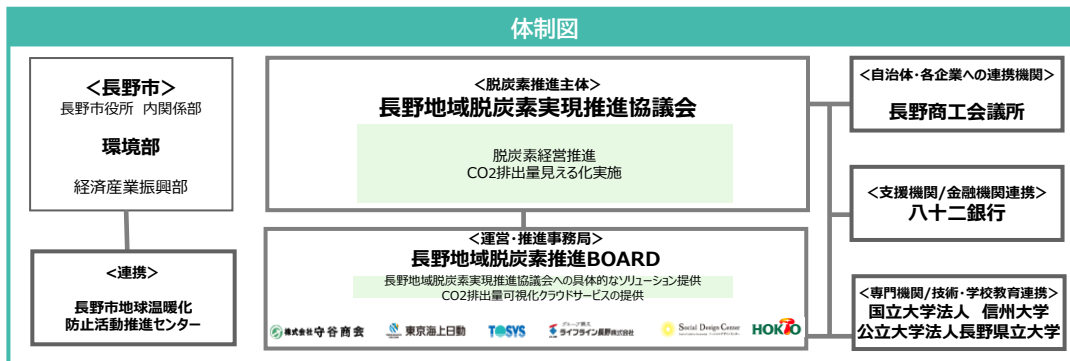 体制図
<長野市>
長野市役所 内関係部
環境部
経済産業振興部
<連携>
長野市地球温暖化
防止活動推進センター
<脱炭素推進主体>
長野地域脱炭素実現推進協議会
脱炭素経営推進
CO2排出量見える化実施
<運営・推進事務局>
長野地域脱炭素推進BOARD
長野地域脱炭素実現推進協議会への具体的なソリューション提供
CO2排出量可視化クラウドサービスの提供
株式会社守谷商会
東京海上日動
TOSYS
ライフライン長野株式会社
Social Design Center
HOKTO
<自治体・各企業への連携機関>
長野商工会議所
<支援機関/金融機関連携>
八十二銀行
<専門機関/技術・学校教育連携>
国立大学法人 信州大学
公立大学法人長野県立大学